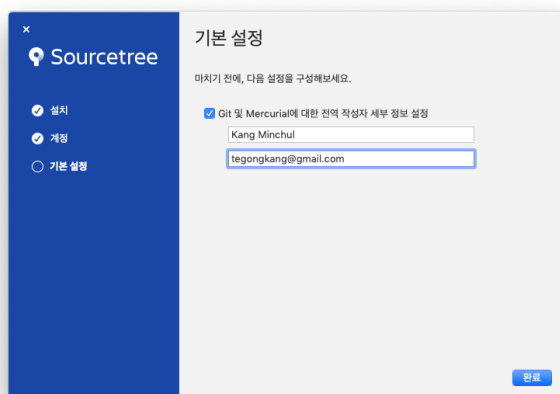 Sourcetree
설치
계정
기본 설정
기본 설정
마치기 전에, 다음 설정을 구성해보세요.
Git 및 Mercurial에 대한 전역 작성자 세부 정보 설정
Kang Minchul
tegongkang@gmail.com
완료